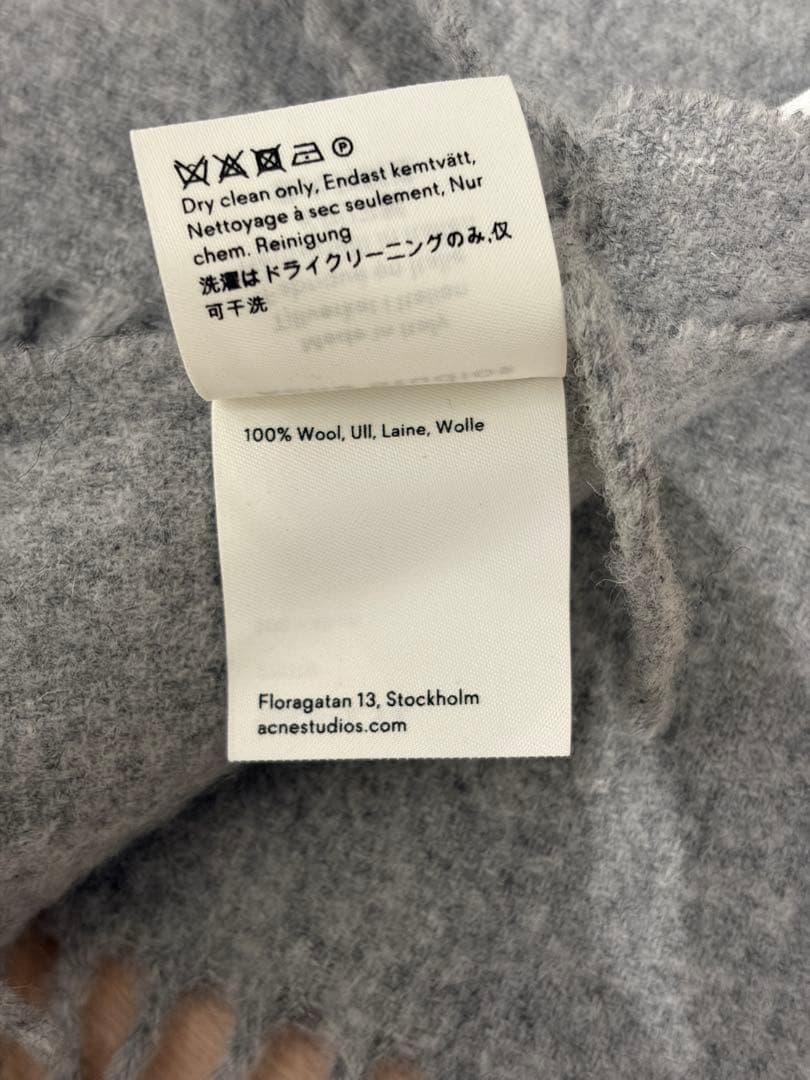 Ⓟ
Dry clean only, Endast kemtvätt,
Nettoyage à sec seulement, Nur
chem. Reinigung
洗濯はドライクリーニングのみ,仅
可干洗
100% Wool, Ull, Laine, Wolle
Floragatan 13, Stockholm
acnestudios.com